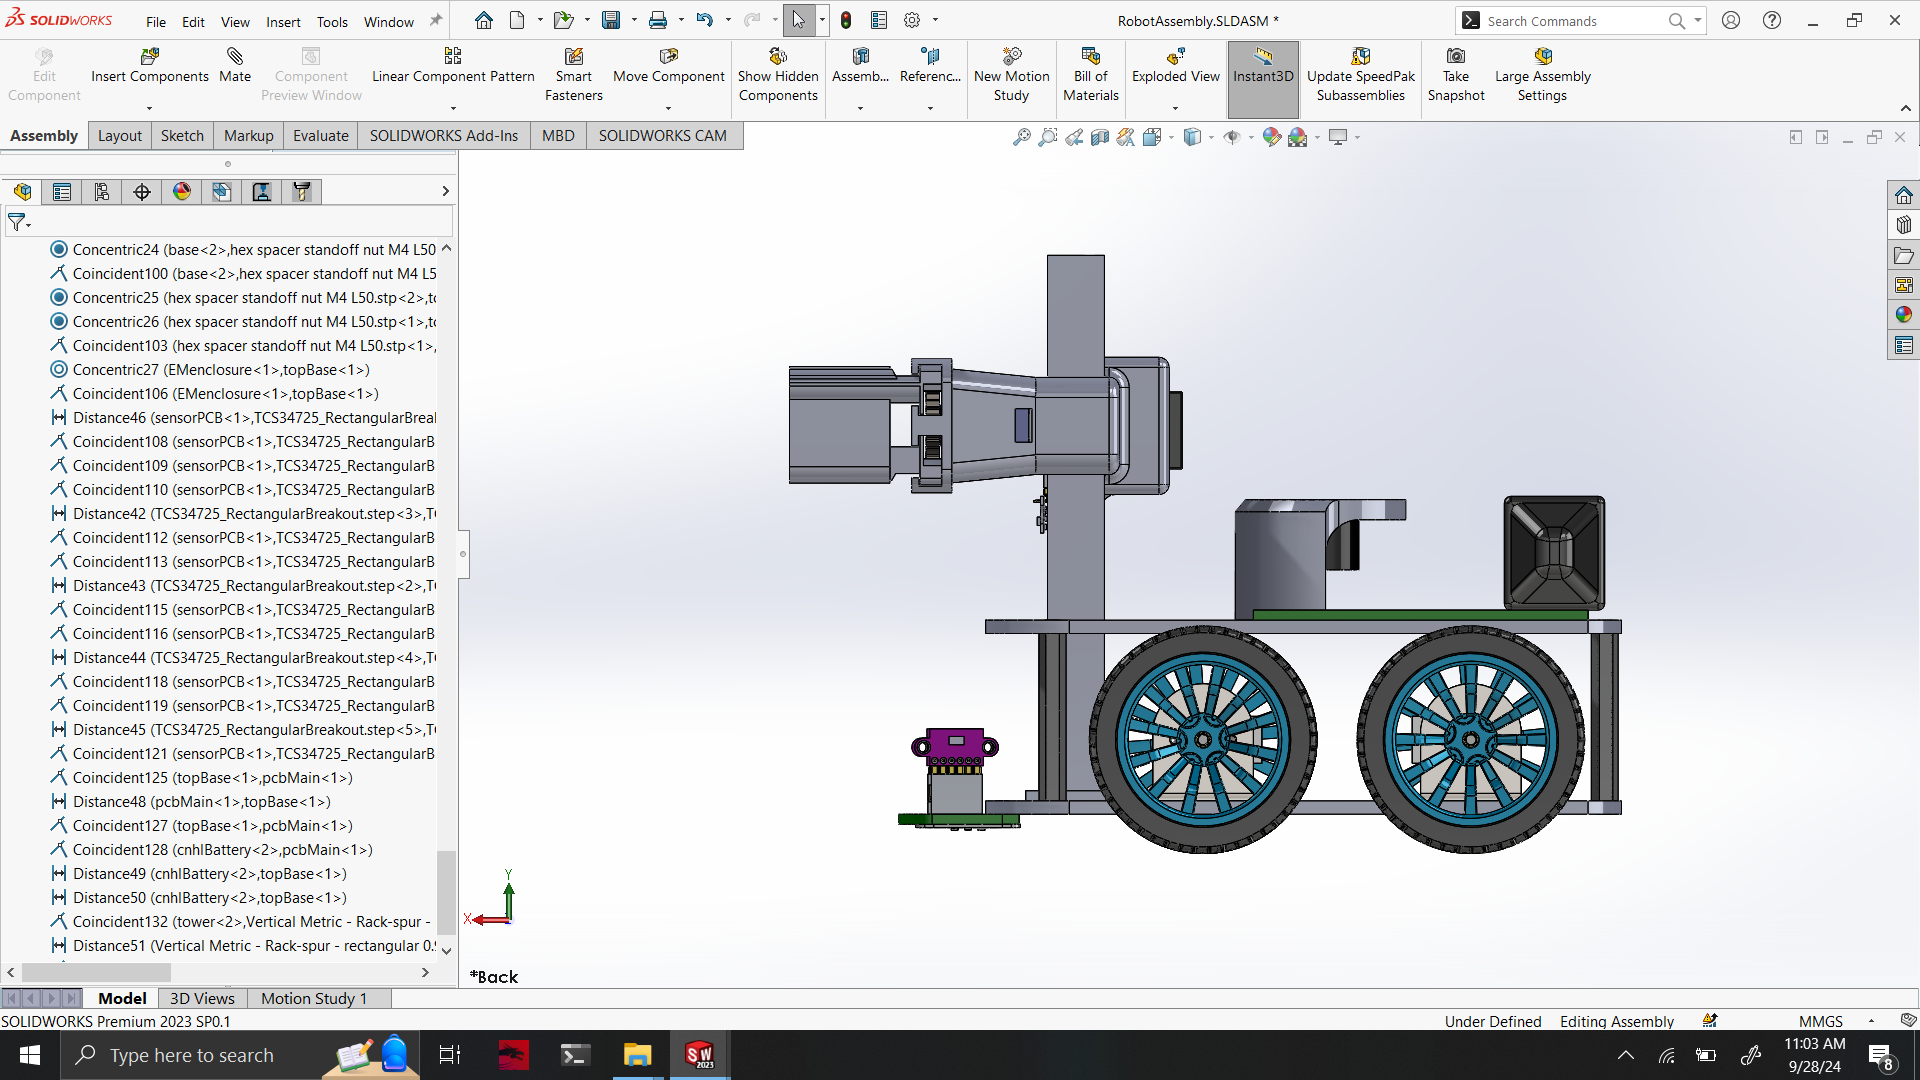 SOLIDWORKS File Edit View Insert Tools Window RobotAssembly.SLDASM * Search Commands
Edit Component
Insert Components
Mate
Component Preview Window
Linear Component Pattern
Smart Fasteners
Move Component
Show Hidden Components
Assemb...
Referenc...
New Motion Study
Bill of Materials
Exploded View
Instant3D
Update SpeedPak Subassemblies
Take Snapshot
Large Assembly Settings
Assembly Layout Sketch Markup Evaluate SOLIDWORKS Add-Ins MBD SOLIDWORKS CAM
Concentric24 (base<2>,hex spacer standoff nut M4 L50
Coincident100 (base<2>,hex spacer standoff nut M4 L5
Concentric25 (hex spacer standoff nut M4 L50.stp<2>,to
Concentric26 (hex spacer standoff nut M4 L50.stp<1>,to
Coincident103 (hex spacer standoff nut M4 L50.stp<1>,
Concentric27 (EMenclosure<1>,topBase<1>)
Coincident106 (EMenclosure<1>,topBase<1>)
Distance46 (sensorPCB<1>,TCS34725_RectangularBreal
Coincident108 (sensorPCB<1>,TCS34725_RectangularB
Coincident109 (sensorPCB<1>,TCS34725_RectangularB
Coincident110 (sensorPCB<1>,TCS34725_RectangularB
Distance42 (TCS34725_RectangularBreakout.step<3>,T
Coincident112 (sensorPCB<1>,TCS34725_RectangularB
Coincident113 (sensorPCB<1>,TCS34725_RectangularB
Distance43 (TCS34725_RectangularBreakout.step<2>,T
Coincident115 (sensorPCB<1>,TCS34725_RectangularB
Coincident116 (sensorPCB<1>,TCS34725_RectangularB
Distance44 (TCS34725_RectangularBreakout.step<4>,T
Coincident118 (sensorPCB<1>,TCS34725_RectangularB
Coincident119 (sensorPCB<1>,TCS34725_RectangularB
Distance45 (TCS34725_RectangularBreakout.step<5>,T
Coincident121 (sensorPCB<1>,TCS34725_RectangularB
Coincident125 (topBase<1>,pcbMain<1>)
Distance48 (pcbMain<1>,topBase<1>)
Coincident127 (topBase<1>,pcbMain<1>)
Coincident128 (cnhlBattery<2>,pcbMain<1>)
Distance49 (cnhlBattery<2>,topBase<1>)
Distance50 (cnhlBattery<2>,topBase<1>)
Coincident132 (tower<2>,Vertical Metric - Rack-spur -
Distance51 (Vertical Metric - Rack-spur - rectangular 0.
Y
X
*Back
Model 3D Views Motion Study 1
SOLIDWORKS Premium 2023 SP0.1 Under Defined Editing Assembly MMGS
Type here to search
SW 2023
11:03 AM
9/28/24
8